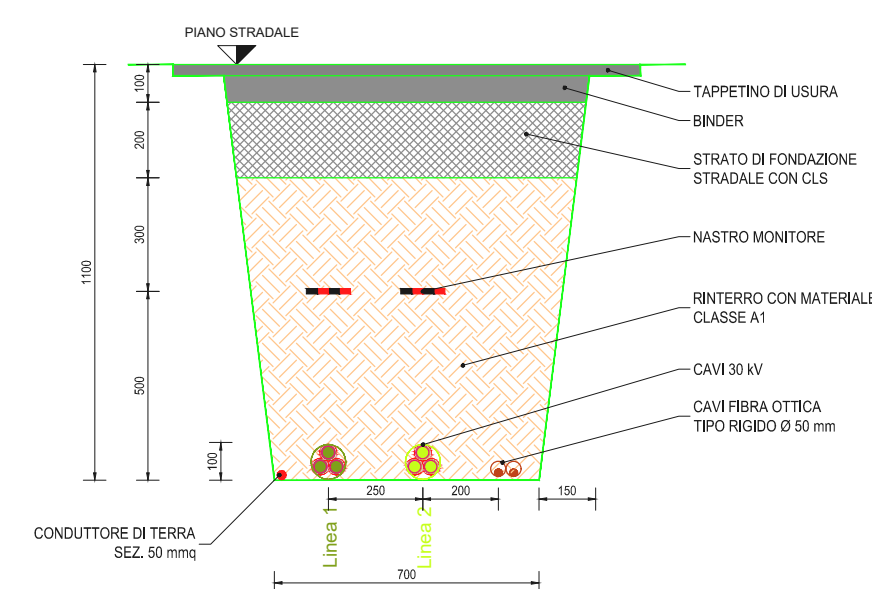 PIANO STRADALE
100
200
300
1100
500
100
TAPPETINO DI USURA
BINDER
STRATO DI FONDAZIONE
STRADALE CON CLS
NASTRO MONITORE
RINTERRO CON MATERIALE
CLASSE A1
CAVI 30 kV
CAVI FIBRA OTTICA
TIPO RIGIDO Ø 50 mm
250
200
150
CONDUTTORE DI TERRA
SEZ. 50 mmq
Linea 1
Linea 2
700